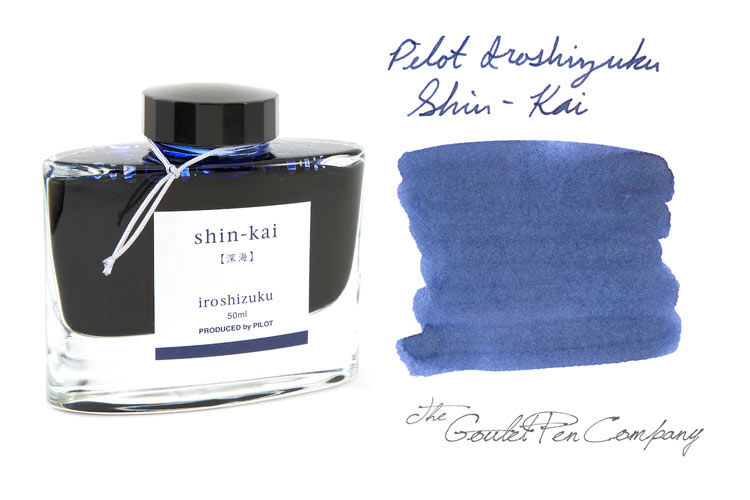 shin-kai
【深海】
iroshizuku
50ml
PRODUCED by PILOT
Pilot Iroshizuku
Shin-Kai
The
Goulet Pen Company